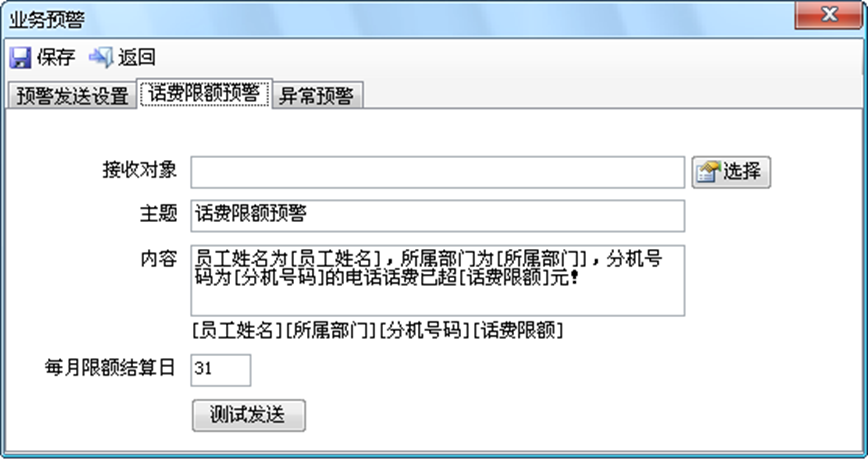 业务预警
保存 返回
预警发送设置 话费限额预警 异常预警
接收对象 选择
主题 话费限额预警
内容 员工姓名为[员工姓名]，所属部门为[所属部门]，分机号
码为[分机号码]的电话话费已超[话费限额]元！
[员工姓名][所属部门][分机号码][话费限额]
每月限额结算日 31
测试发送